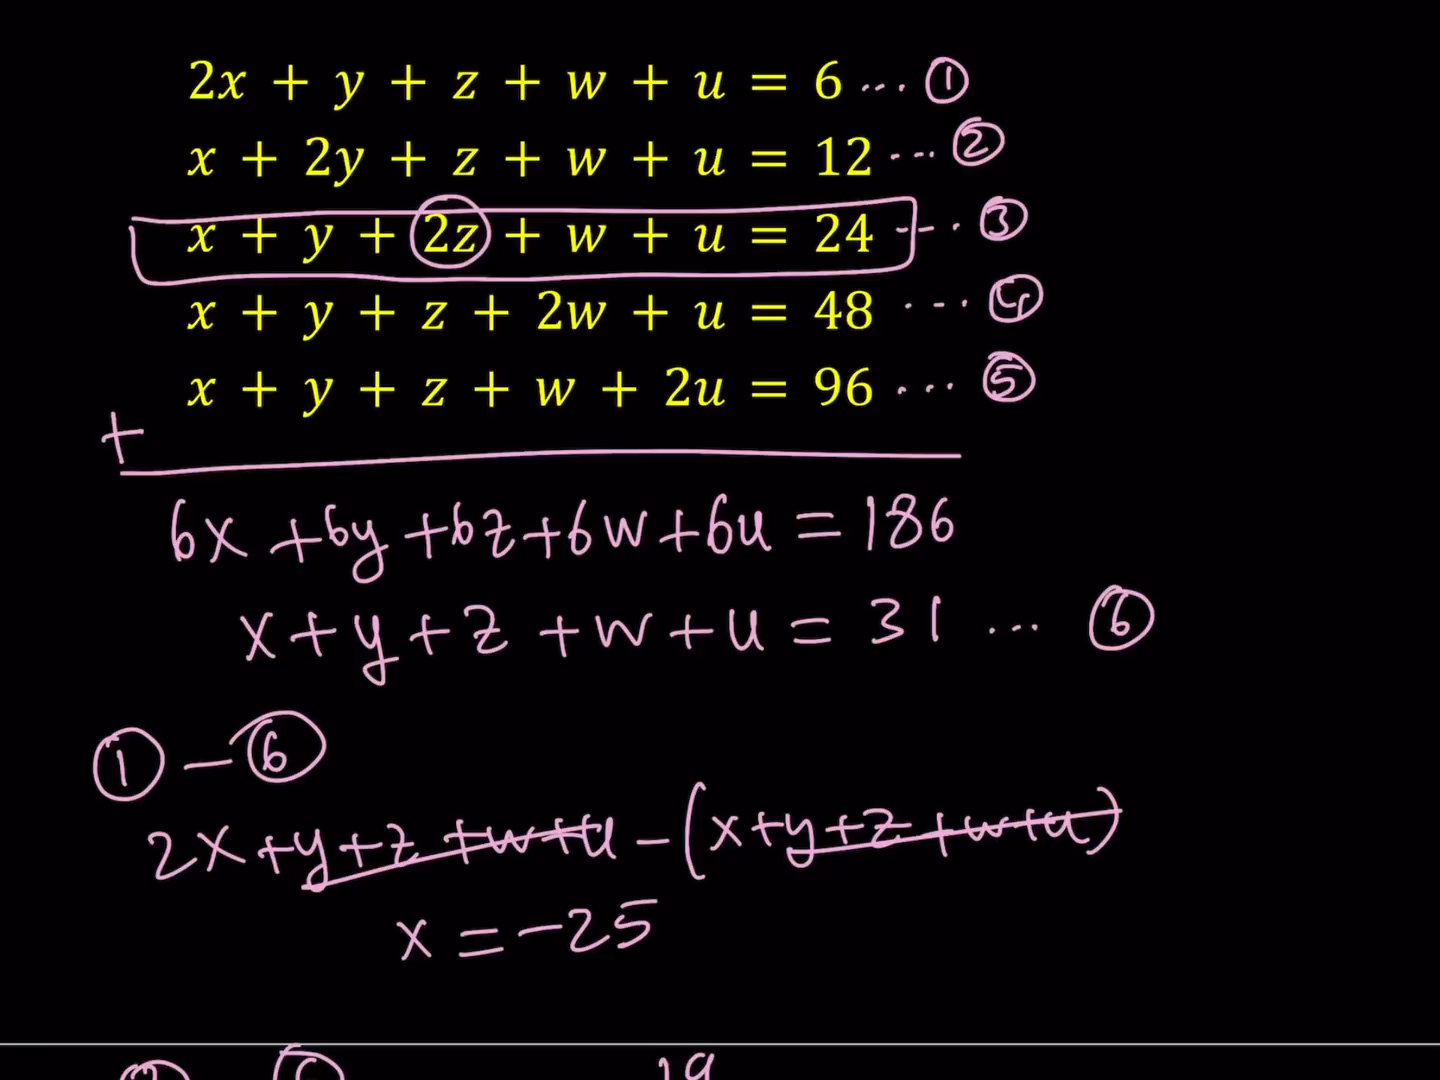 2x + y + z + w + u = 6 ... ①
x + 2y + z + w + u = 12 ... ②
x + y + 2z + w + u = 24 --. ③
x + y + z + 2w + u = 48 ... ④
x + y + z + w + 2u = 96 ... ⑤
+
6x + 6y + 6z + 6w + 6u = 186
x + y + z + w + u = 31 ... ⑥
① - ⑥
2x + y + z + w + u - (x + y + z + w + u)
x = -25
19